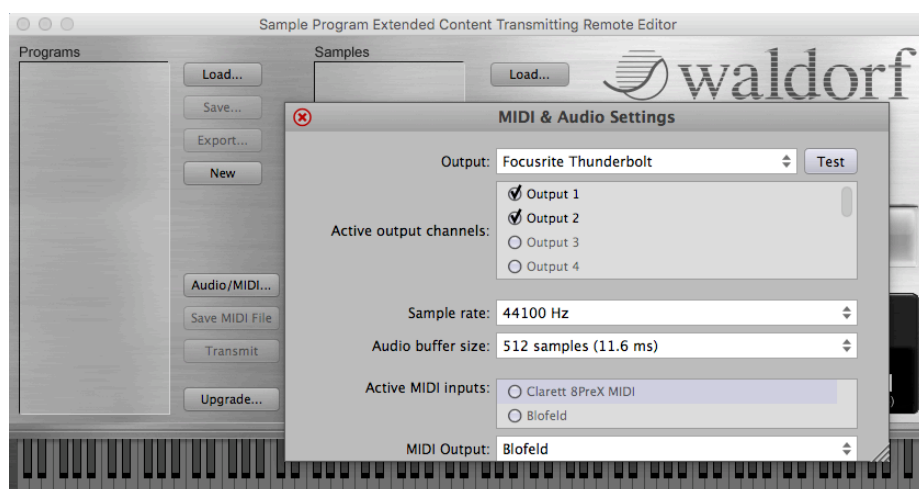 Sample Program Extended Content Transmitting Remote Editor
Programs
Samples
Load...
Load...
waldorf
Save...
Export...
New
Audio/MIDI...
Save MIDI File
Transmit
Upgrade...
MIDI & Audio Settings
Output: Focusrite Thunderbolt Test
Active output channels:
Output 1
Output 2
Output 3
Output 4
Sample rate: 44100 Hz
Audio buffer size: 512 samples (11.6 ms)
Active MIDI inputs:
Clarett 8PreX MIDI
Blofeld
MIDI Output: Blofeld